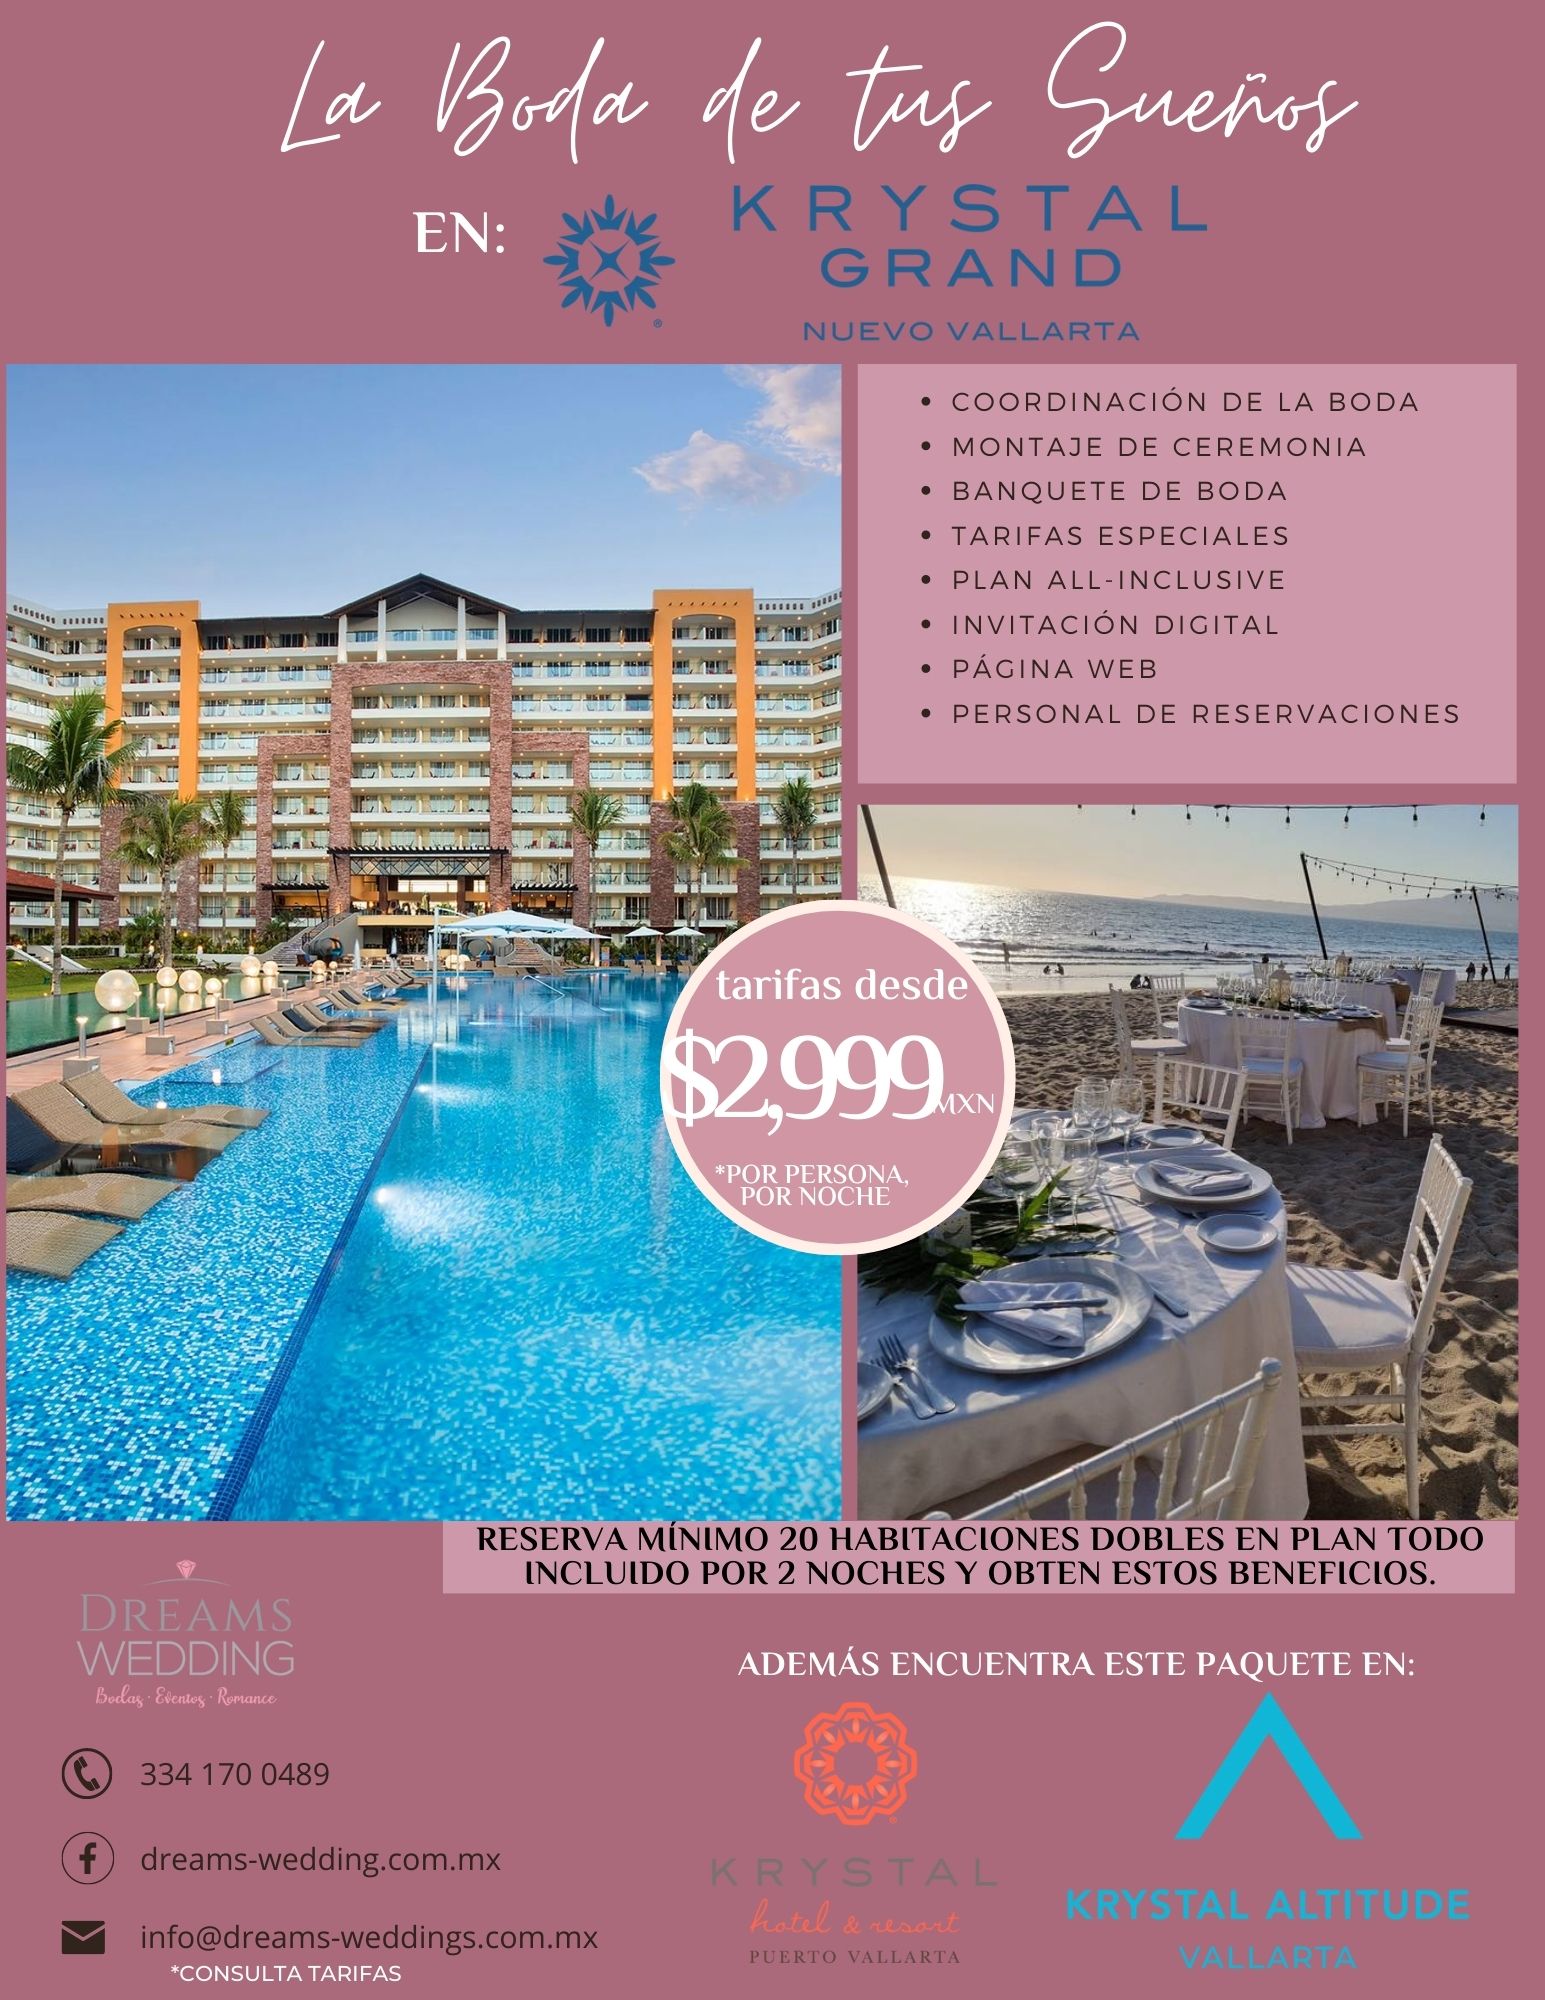 La Boda de tus Sueños
EN:
KRYSTAL
GRAND
NUEVO VALLARTA
• COORDINACIÓN DE LA BODA
• MONTAJE DE CEREMONIA
• BANQUETE DE BODA
• TARIFAS ESPECIALES
• PLAN ALL-INCLUSIVE
• INVITACIÓN DIGITAL
• PÁGINA WEB
• PERSONAL DE RESERVACIONES
tarifas desde
$2,999 MXN
*POR PERSONA,
POR NOCHE
RESERVA MÍNIMO 20 HABITACIONES DOBLES EN PLAN TODO
INCLUIDO POR 2 NOCHES Y OBTEN ESTOS BENEFICIOS.
DREAMS
WEDDING
Bodas · Eventos · Romance
334 170 0489
dreams-wedding.com.mx
info@dreams-weddings.com.mx
*CONSULTA TARIFAS
ADEMÁS ENCUENTRA ESTE PAQUETE EN:
KRYSTAL
hotel & resort
PUERTO VALLARTA
KRYSTAL ALTITUDE
VALLARTA